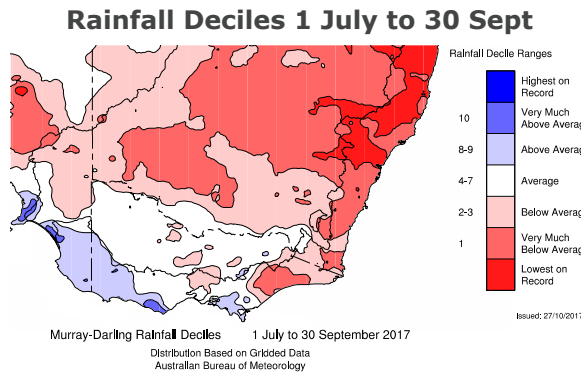 Rainfall Deciles 1 July to 30 Sept
Rainfall Decile Ranges
Highest on
Record
10
Very Much
Above Averag
8-9
Above Averag
4-7
Average
2-3
Below Averag
1
Very Much
Below Averag
Lowest on
Record
Issued: 27/10/2017
Murray-Darling Rainfall Deciles 1 July to 30 September 2017
Distribution Based on Gridded Data
Australian Bureau of Meteorology